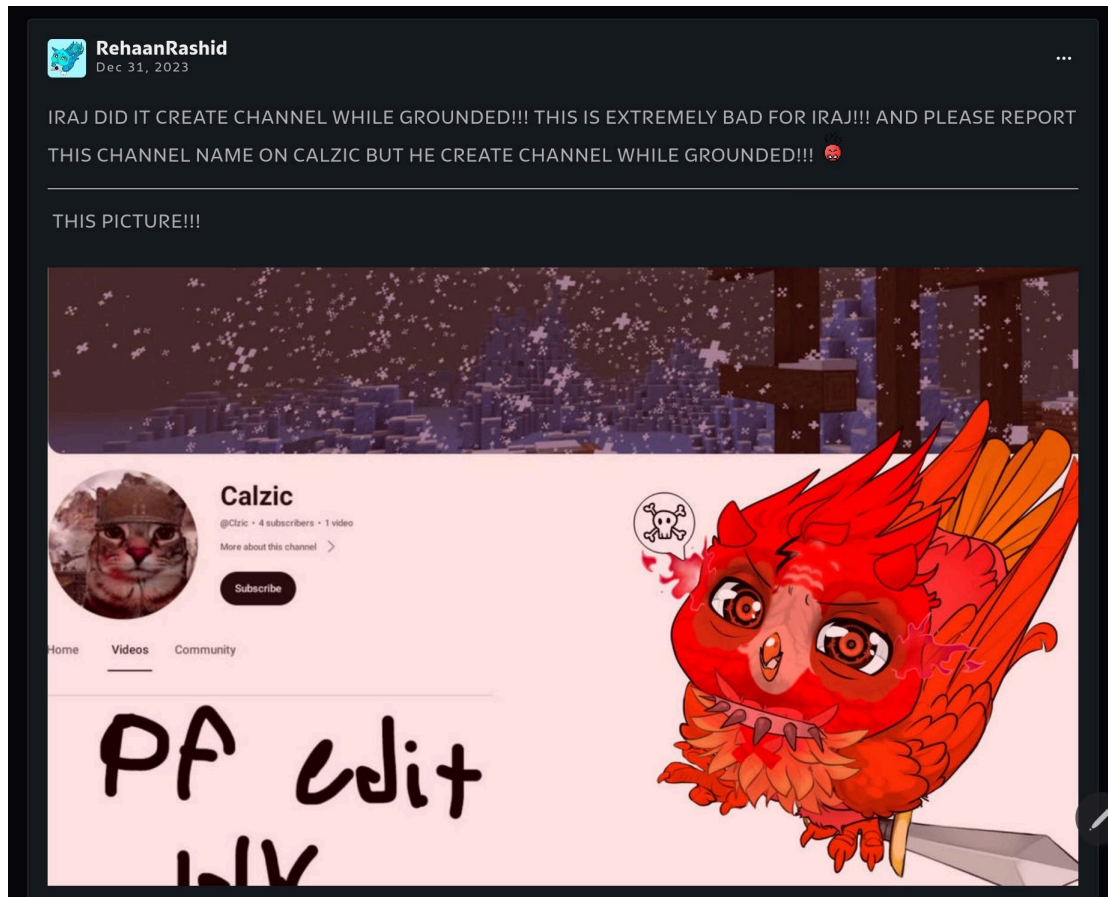 RehaanRashid
Dec 31, 2023
IRAJ DID IT CREATE CHANNEL WHILE GROUNDED!!! THIS IS EXTREMELY BAD FOR IRAJ!!! AND PLEASE REPORT
THIS CHANNEL NAME ON CALZIC BUT HE CREATE CHANNEL WHILE GROUNDED!!!
THIS PICTURE!!!
Calzic
@Clzic • 4 subscribers • 1 video
More about this channel
Subscribe
Home Videos Community
Pf edit